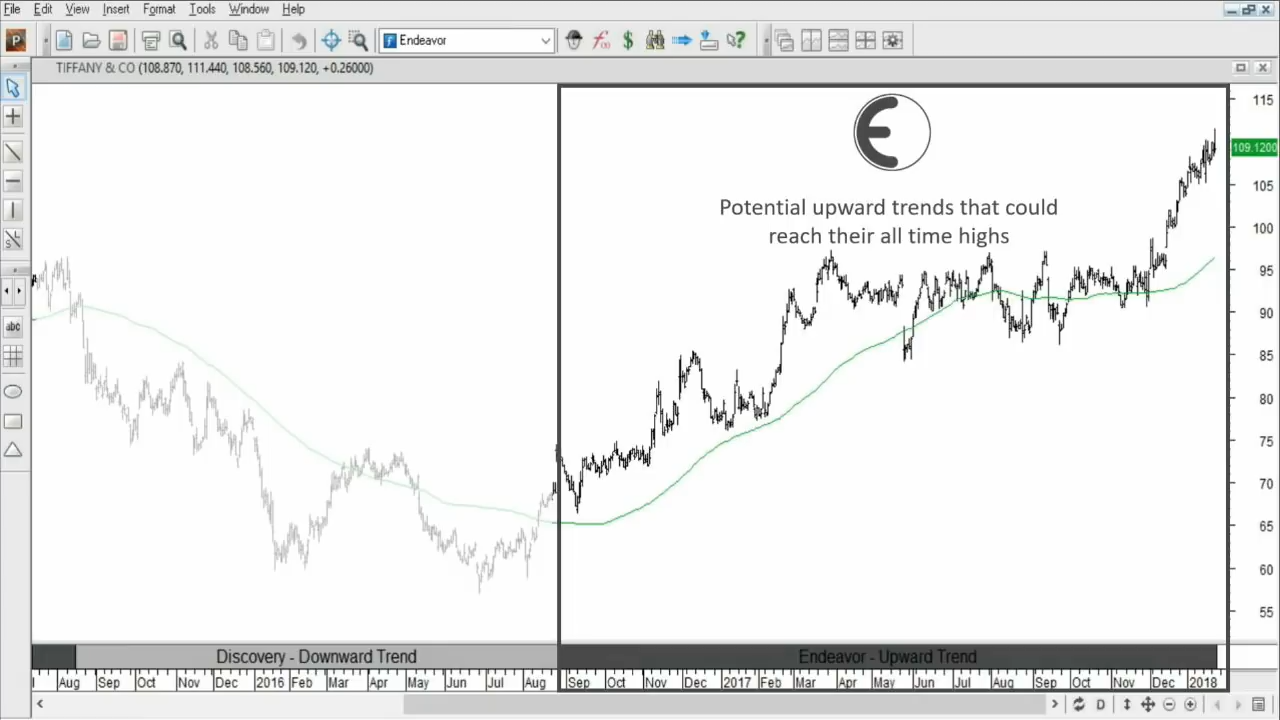 File Edit View Insert Format Tools Window Help
P Endeavor
TIFFANY & CO (108.870, 111.440, 108.560, 109.120, +0.26000)
E
Potential upward trends that could
reach their all time highs
115
109.1200
105
100
95
90
85
80
75
70
65
60
55
abc
Discovery - Downward Trend Endeavor - Upward Trend
Aug Sep Oct Nov Dec 2016 Feb Mar Apr May Jun Jul Aug Sep Oct Nov Dec 2017 Feb Mar Apr May Jun Jul Aug Sep Oct Nov Dec 2018
D